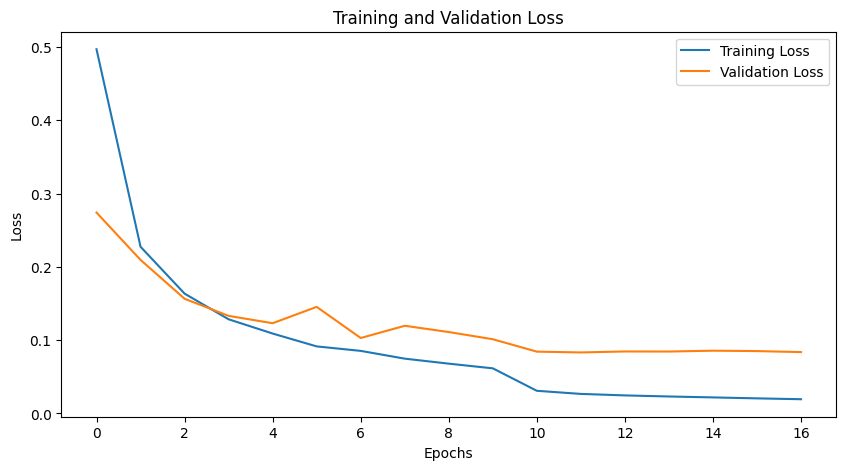 Training and Validation Loss
Training Loss
Validation Loss
0.5
0.4
0.3
0.2
0.1
0.0
Loss
0 2 4 6 8 10 12 14 16
Epochs